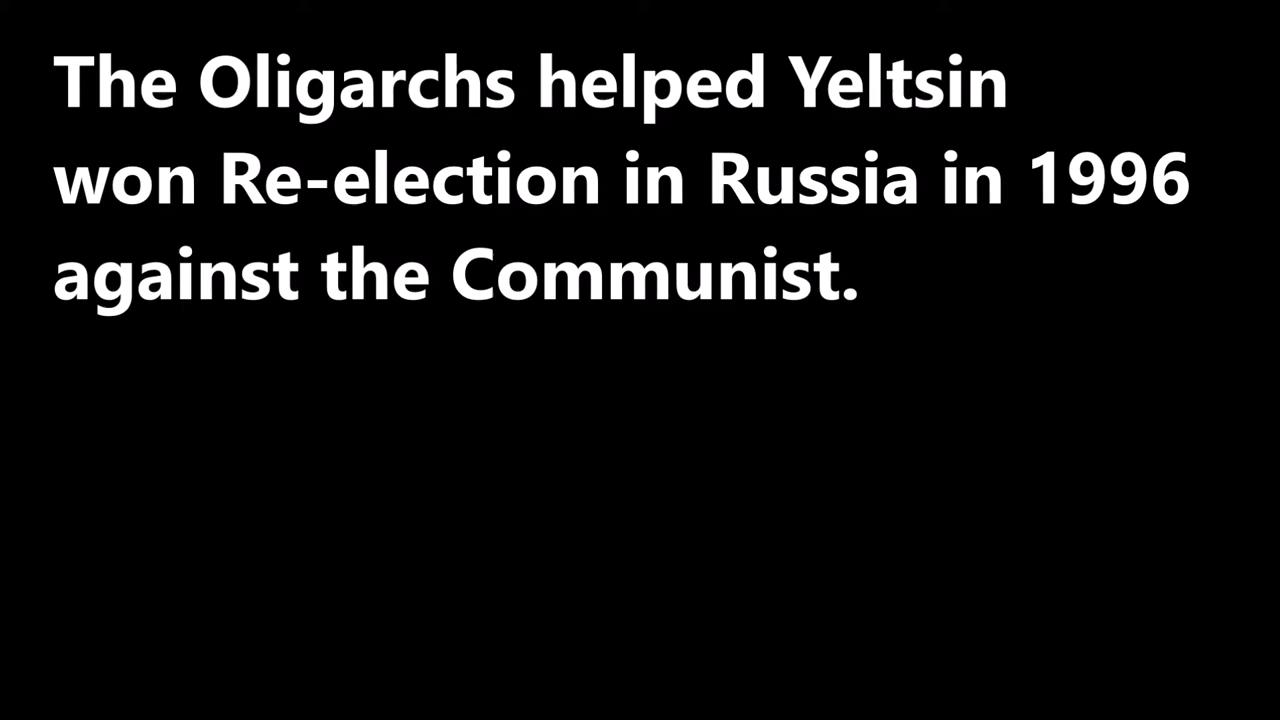 The Oligarchs helped Yeltsin
won Re-election in Russia in 1996
against the Communist.